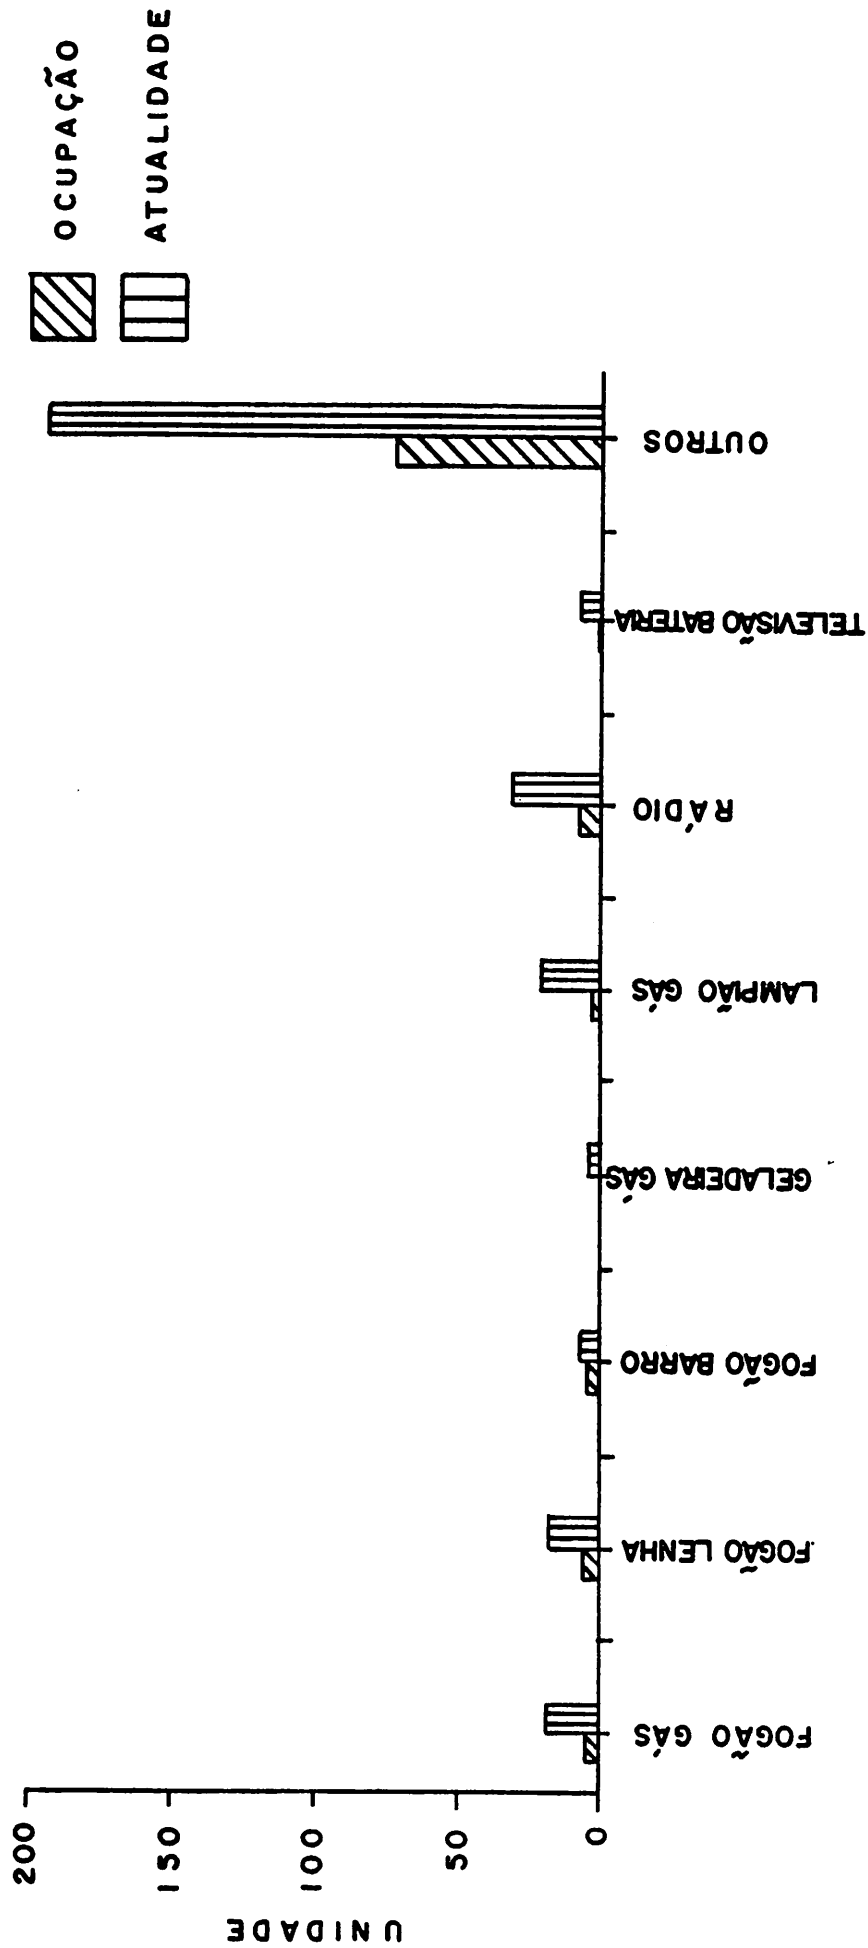 OCUPAÇÃO
ATUALIDADE
UNIDADE
200
150
100
50
0
FOGÃO GÁS
FOGÃO LENHA
FOGÃO BARRO
GELADEIRA GÁS
LAMPIÃO GÁS
RÁDIO
TELEVISÃO BATERIA
OUTROS